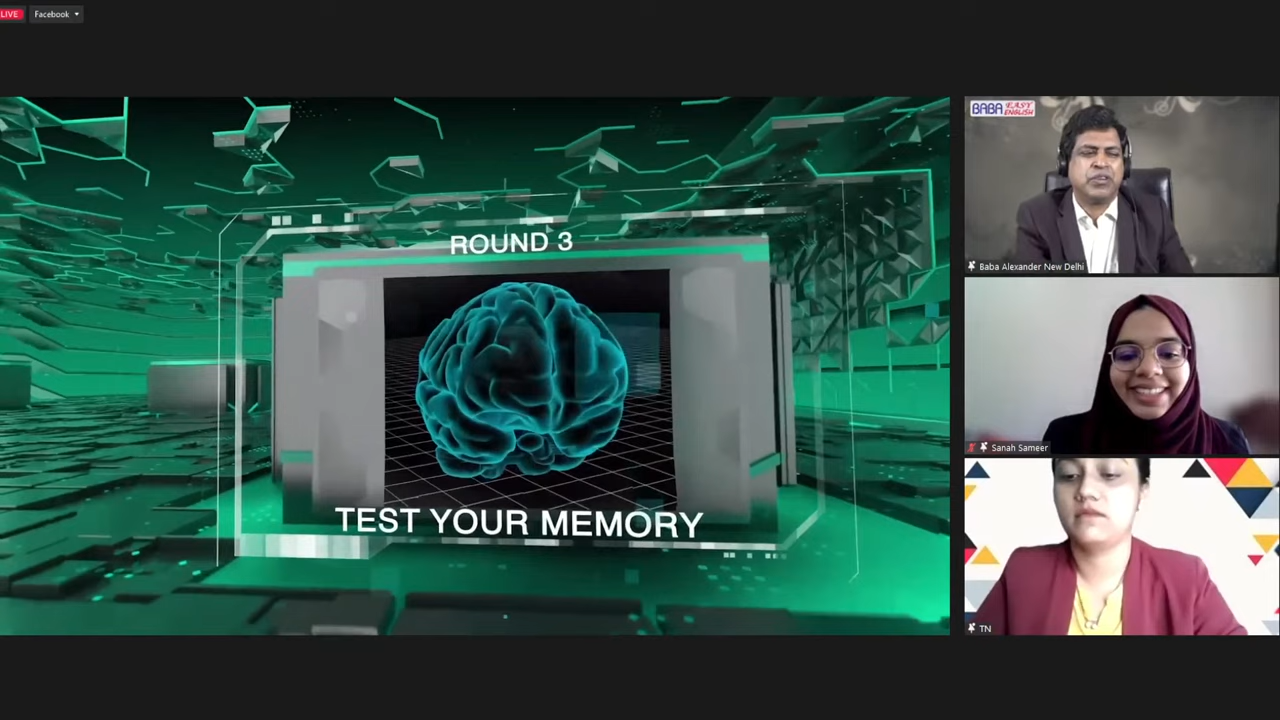 LIVE
Facebook
ROUND 3
TEST YOUR MEMORY
BABA EASY ENGLISH
Baba Alexander New Delhi
Sanah Sameer
TN